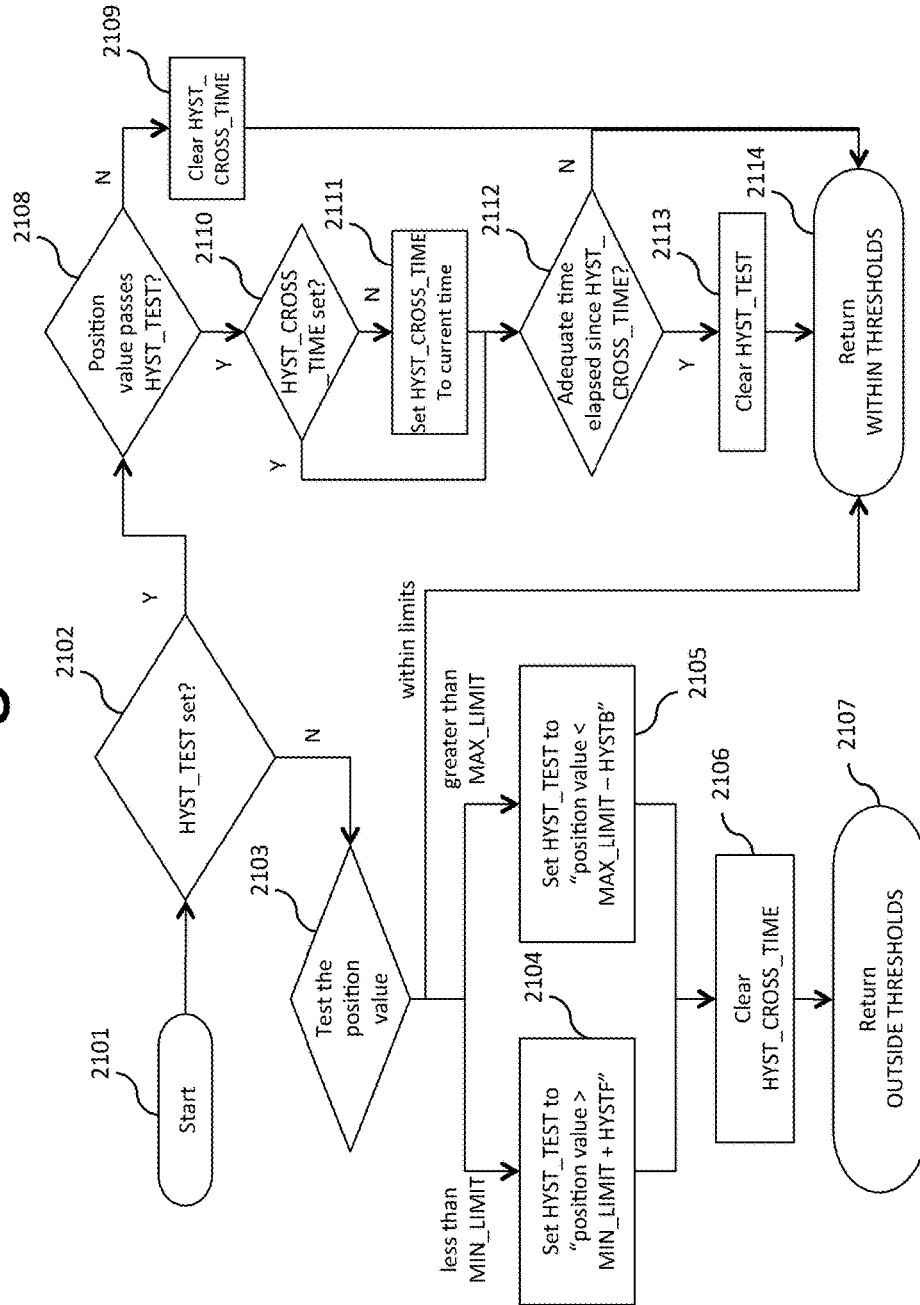 2101
Start
2102
HYST_TEST set?
Y
N
2103
Test the
position
value
less than
MIN_LIMIT
greater than
MAX_LIMIT
within limits
2104
Set HYST_TEST to
“position value >
MIN_LIMIT + HYSTF”
2105
Set HYST_TEST to
“position value <
MAX_LIMIT – HYSTB”
2106
Clear
HYST_CROSS_TIME
2107
Return
OUTSIDE THRESHOLDS
2108
Position
value passes
HYST_TEST?
N
Y
2109
Clear HYST_
CROSS_TIME
2110
HYST_CROSS
_TIME set?
Y
N
2111
Set HYST_CROSS_TIME
To current time
2112
Adequate time
elapsed since HYST_
CROSS_TIME?
N
Y
2113
Clear HYST_TEST
2114
Return
WITHIN THRESHOLDS